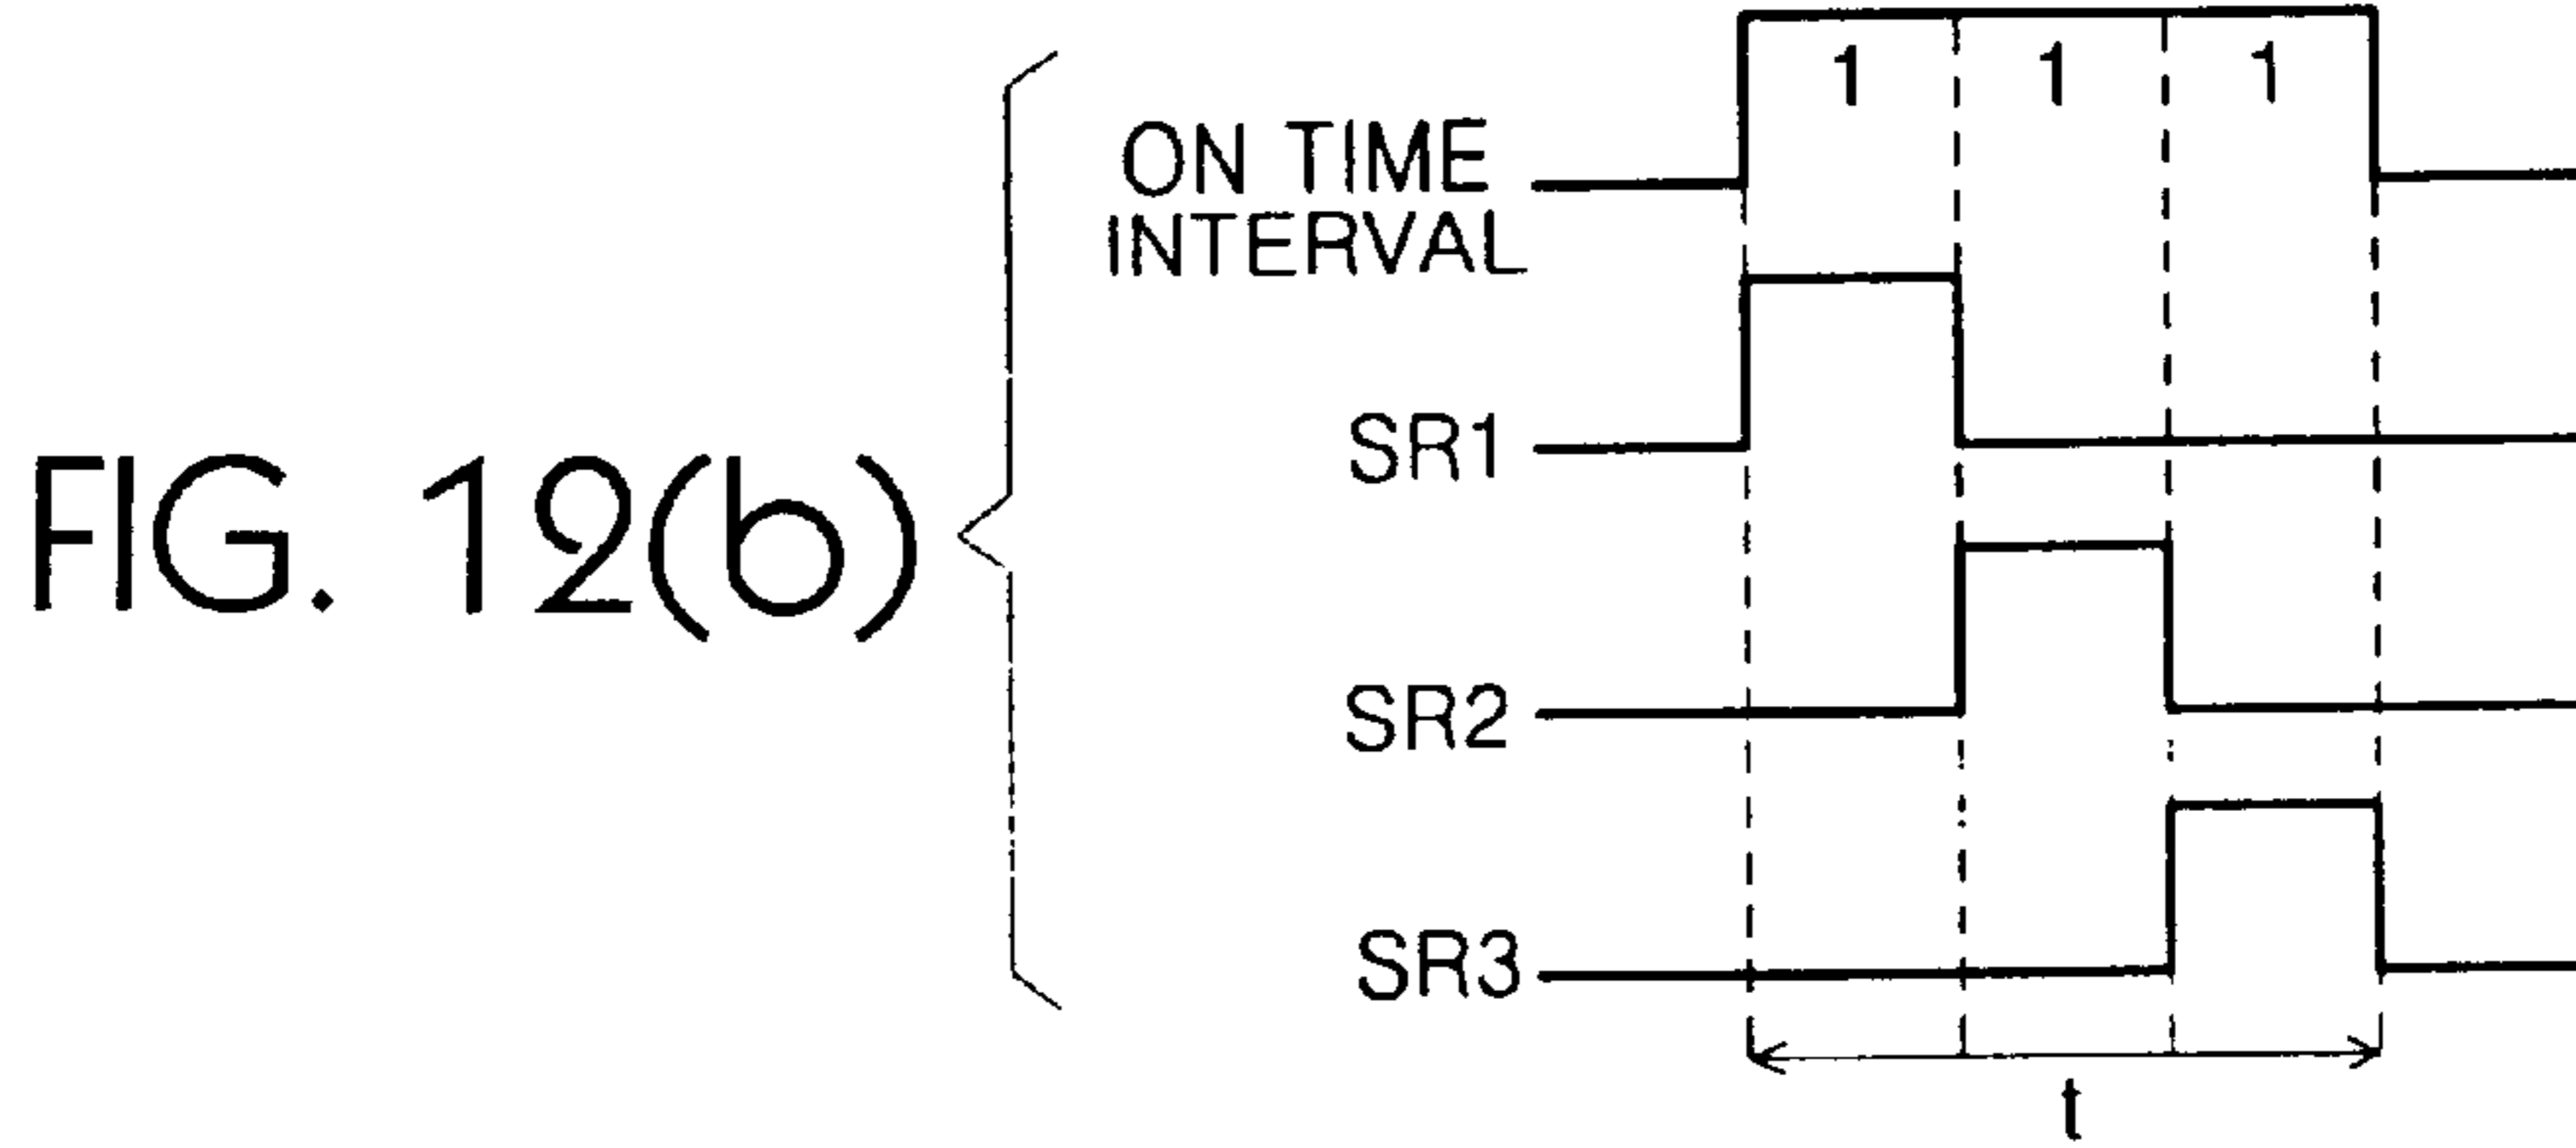 1 1 1
ON TIME
INTERVAL
SR1
FIG. 12(b)
SR2
SR3
t